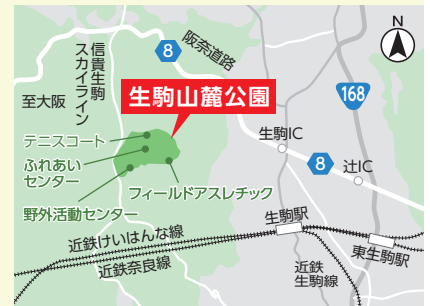 N
8
阪奈道路
信貴生駒
スカイライン
168
至大阪
生駒山麓公園
テニスコート
ふれあい
センター
生駒IC
8
辻IC
フィールドアスレチック
野外活動センター
生駒駅
近鉄けいはんな線
東生駒駅
近鉄奈良線
近鉄
生駒線